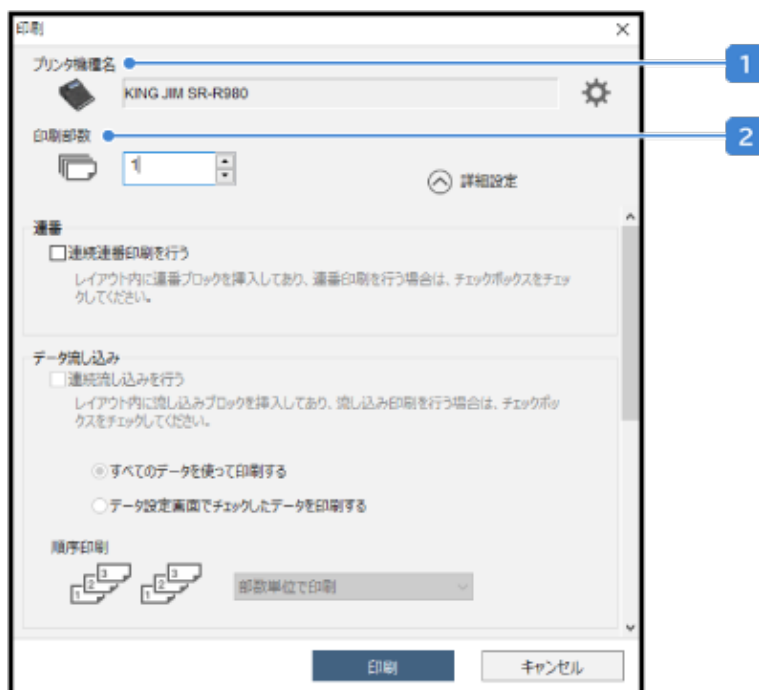 印刷
プリンタ機種名
1
KING JIM SR-R980
印刷部数
2
1
詳細設定
連番
連続連番印刷を行う
レイアウト内に連番ブロックを挿入してあり、連番印刷を行う場合は、チェックボックスをチェッ
クしてください。
データ流し込み
連続流し込みを行う
レイアウト内に流し込みブロックを挿入してあり、流し込み印刷を行う場合は、チェックボッ
クスをチェックしてください。
すべてのデータを使って印刷する
データ設定画面でチェックしたデータを印刷する
順序印刷
1 2 3 1 2 3
部数単位で印刷
印刷
キャンセル